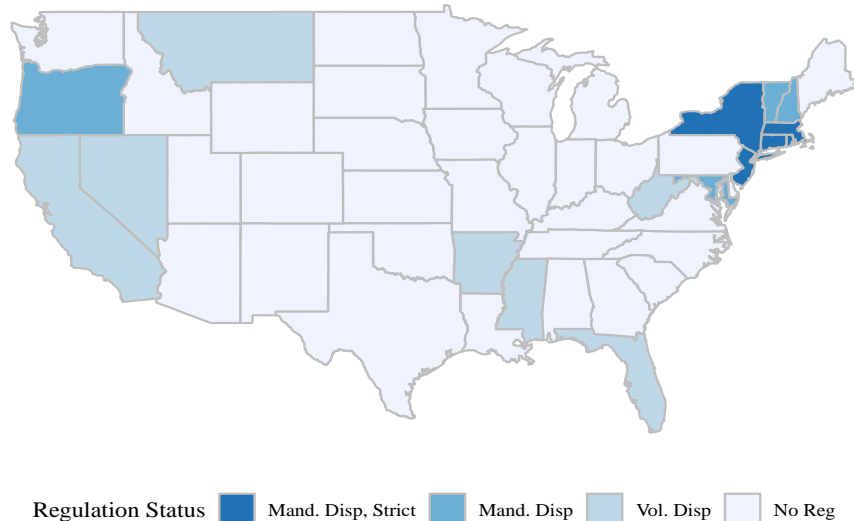 Regulation Status Mand. Disp, Strict Mand. Disp Vol. Disp No Reg